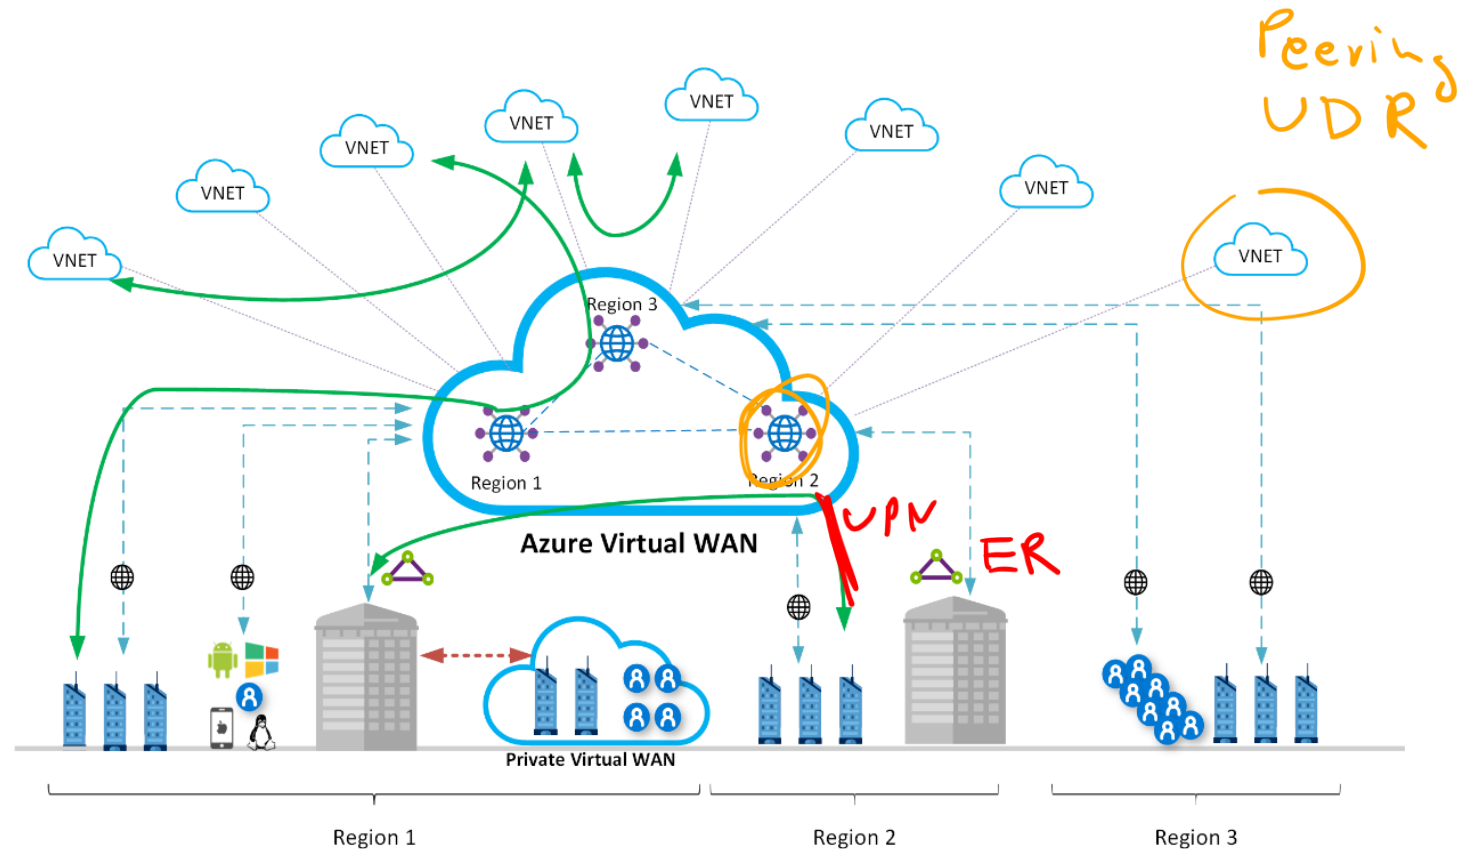 Peering
UDR
VNET
VNET
VNET
VNET
VNET
VNET
VNET
VNET
Region 3
Region 1
Region 2
Azure Virtual WAN
VPN
ER
Private Virtual WAN
Region 1
Region 2
Region 3